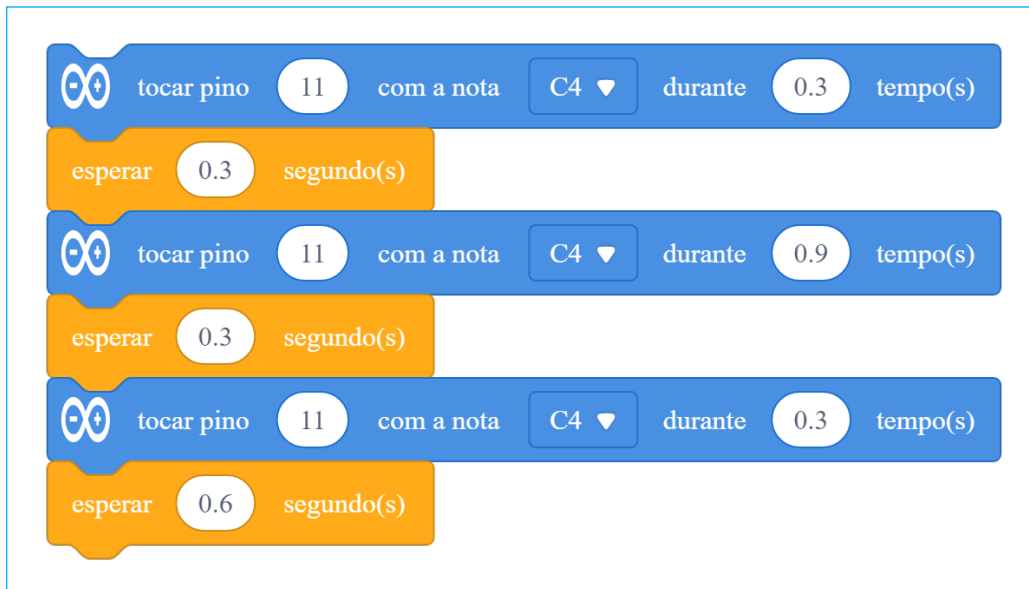 tocar pino 11 com a nota C4 durante 0.3 tempo(s)
esperar 0.3 segundo(s)
tocar pino 11 com a nota C4 durante 0.9 tempo(s)
esperar 0.3 segundo(s)
tocar pino 11 com a nota C4 durante 0.3 tempo(s)
esperar 0.6 segundo(s)